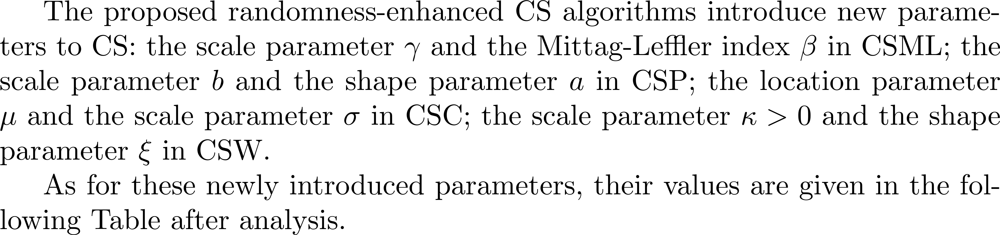 The proposed randomness-enhanced CS algorithms introduce new parame-
ters to CS: the scale parameter γ and the Mittag-Leffler index β in CSML; the
scale parameter b and the shape parameter a in CSP; the location parameter
μ and the scale parameter σ in CSC; the scale parameter κ > 0 and the shape
parameter ξ in CSW.
As for these newly introduced parameters, their values are given in the fol-
lowing Table after analysis.